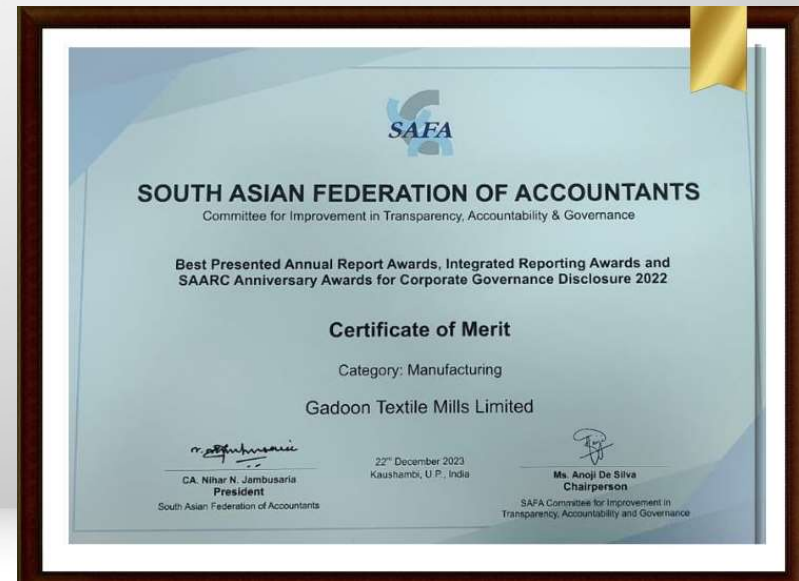 SAFA
SOUTH ASIAN FEDERATION OF ACCOUNTANTS
Committee for Improvement in Transparency, Accountability & Governance
Best Presented Annual Report Awards, Integrated Reporting Awards and
SAARC Anniversary Awards for Corporate Governance Disclosure 2022
Certificate of Merit
Category: Manufacturing
Gadoon Textile Mills Limited
CA. Nihar N. Jambusaria
President
South Asian Federation of Accountants
22nd December 2023
Kaushambi, U.P., India
Ms. Anoji De Silva
Chairperson
SAFA Committee for Improvement in
Transparency, Accountability and Governance